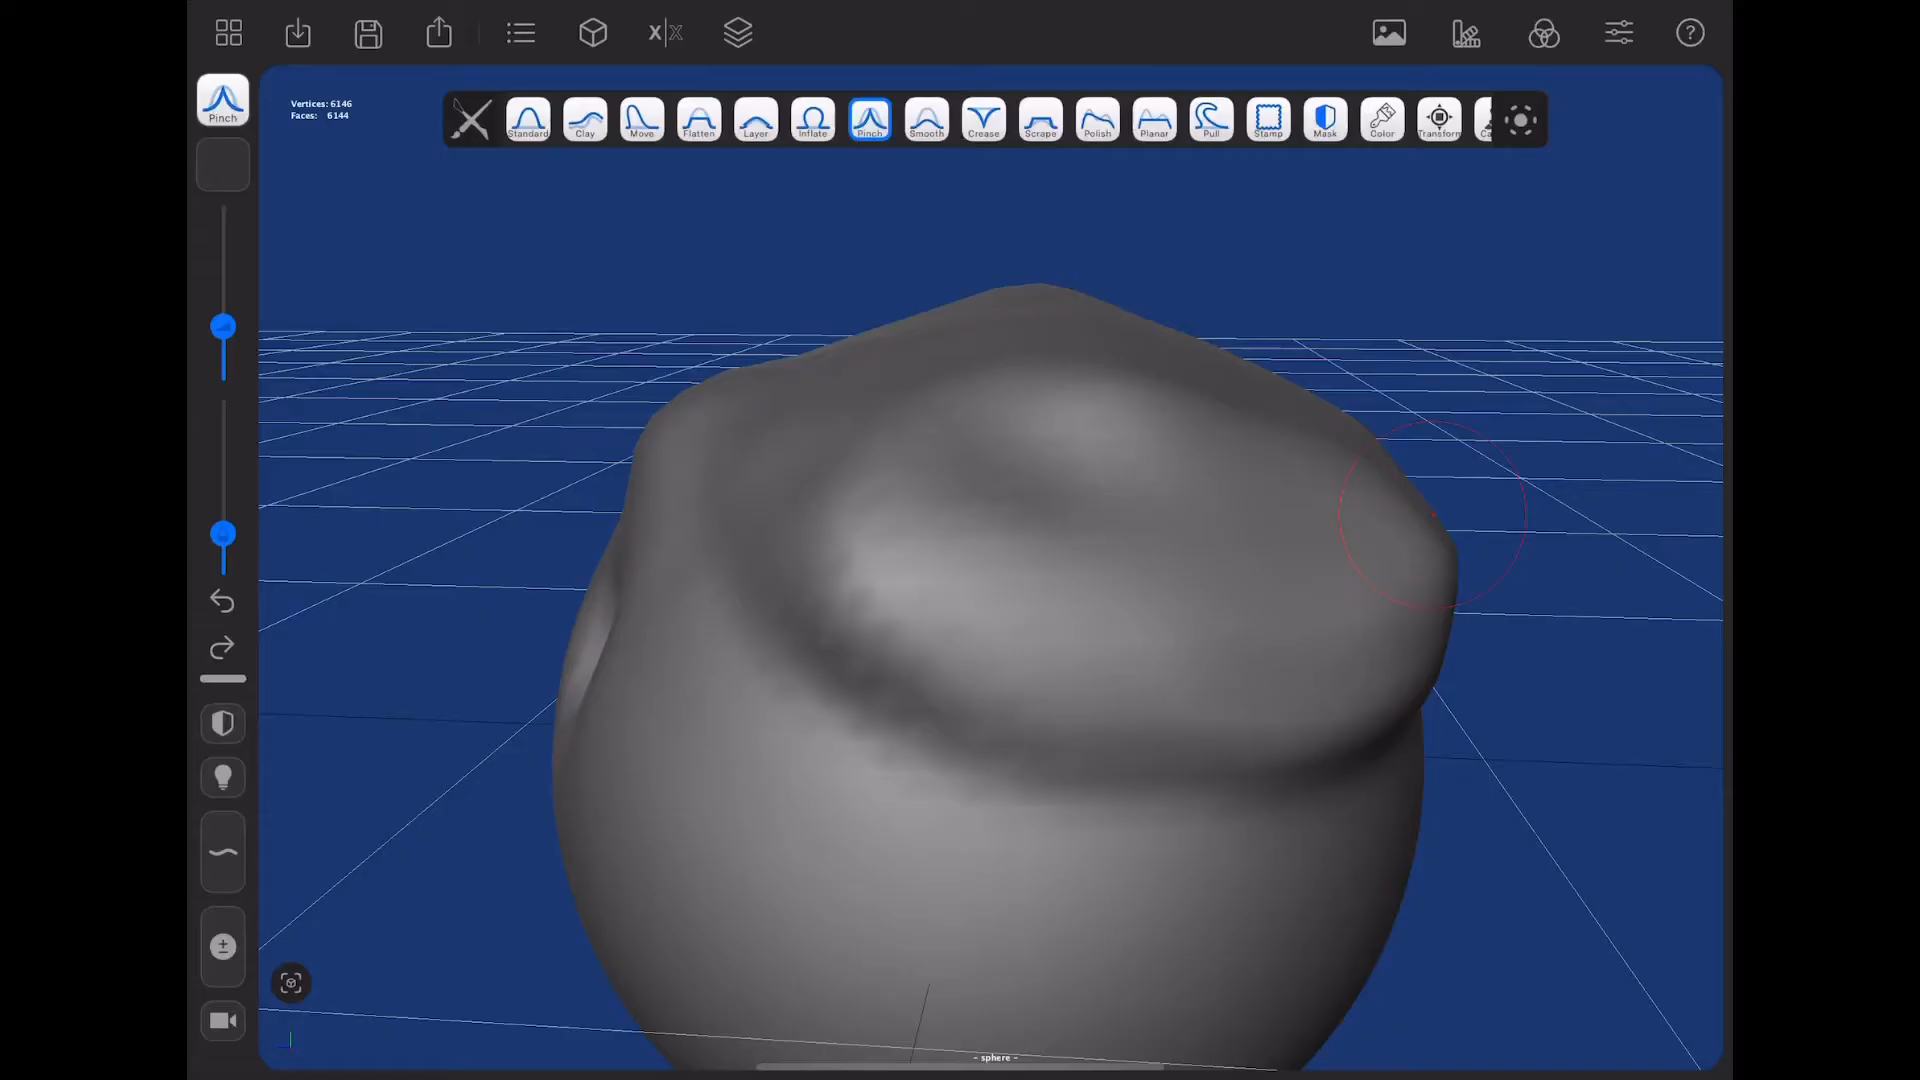 Pinch
Vertices: 6146
Faces: 6144
Standard Clay Move Flatten Layer Inflate Pinch Smooth Crease Scrape Polish Planar Pull Stamp Mask Color Transform Ca
X|X
?
- sphere -